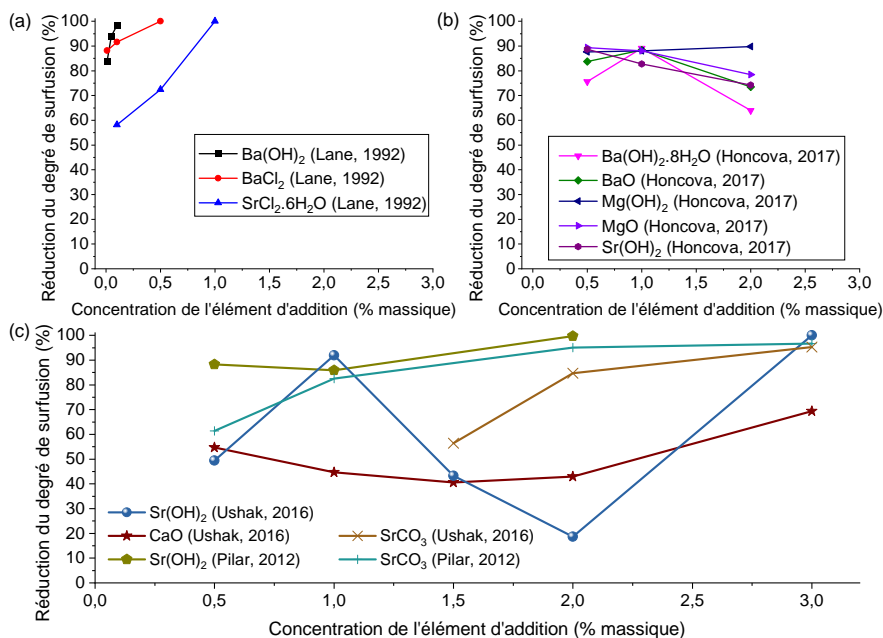 (a)
Réduction du degré de surfusion (%)
100
90
80
70
60
50
40
30
20
10
0
Ba(OH)₂ (Lane, 1992)
BaCl₂ (Lane, 1992)
SrCl₂.6H₂O (Lane, 1992)
0,0 0,5 1,0 1,5 2,0 2,5 3,0
Concentration de l'élément d'addition (% massique)
(b)
Réduction du degré de surfusion (%)
100
90
80
70
60
50
40
30
20
10
0
Ba(OH)₂.8H₂O (Honcova, 2017)
BaO (Honcova, 2017)
Mg(OH)₂ (Honcova, 2017)
MgO (Honcova, 2017)
Sr(OH)₂ (Honcova, 2017)
0,0 0,5 1,0 1,5 2,0 2,5 3,0
Concentration de l'élément d'addition (% massique)
(c)
Réduction du degré de surfusion (%)
100
90
80
70
60
50
40
30
20
10
0
Sr(OH)₂ (Ushak, 2016)
CaO (Ushak, 2016) SrCO₃ (Ushak, 2016)
Sr(OH)₂ (Pilar, 2012) SrCO₃ (Pilar, 2012)
0,0 0,5 1,0 1,5 2,0 2,5 3,0
Concentration de l'élément d'addition (% massique)